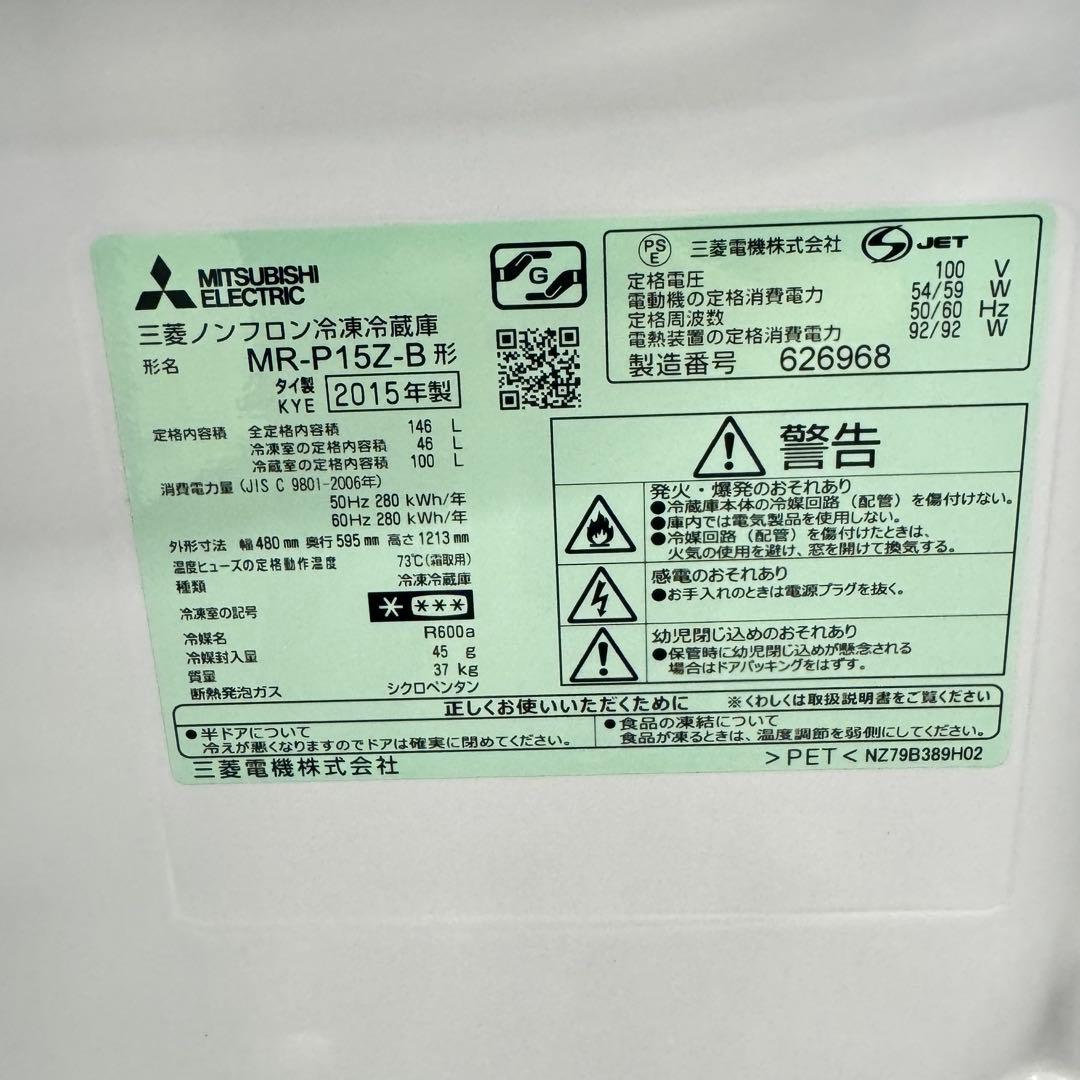 MITSUBISHI
ELECTRIC
三菱ノンフロン冷凍冷蔵庫
形名 MR-P15Z-B 形
タイ製
KYE 2015年製
定格内容積 全定格内容積 146 L
冷凍室の定格内容積 46 L
冷蔵室の定格内容積 100 L
消費電力量 (JIS C 9801-2006年)
50Hz 280 kWh/年
60Hz 280 kWh/年
外形寸法 幅 480 mm 奥行 595 mm 高さ 1213 mm
温度ヒューズの定格動作温度 73℃(霜取用)
種類 冷凍冷蔵庫
冷凍室の記号 * ***
冷媒名 R600a
冷媒封入量 45 g
質量 37 kg
断熱発泡ガス シクロペンタン
G
PS
E
三菱電機株式会社
S JET
定格電圧 100 V
電動機の定格消費電力 54/59 W
定格周波数 50/60 Hz
電熱装置の定格消費電力 92/92 W
製造番号 626968
警告
発火・爆発のおそれあり
●冷蔵庫本体の冷媒回路(配管)を傷付けない。
●庫内では電気製品を使用しない。
●冷媒回路(配管)を傷付けたときは、
火気の使用を避け、窓を開けて換気する。
感電のおそれあり
●お手入れのときは電源プラグを抜く。
幼児閉じ込めのおそれあり
●保管時に幼児閉じ込めが懸念される
場合はドアパッキングをはずす。
正しくお使いいただくために ※くわしくは取扱説明書をご覧ください
●半ドアについて
冷えが悪くなりますのでドアは確実に閉めてください。
●食品の凍結について
食品が凍るときは、温度調節を弱側にしてください。
三菱電機株式会社
>PET< NZ79B389H02